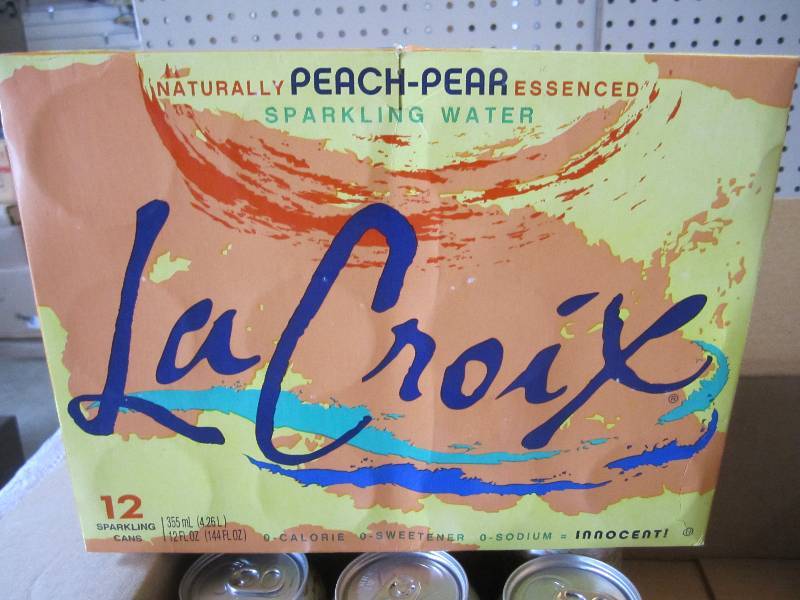 NATURALLY PEACH-PEAR ESSENCED
SPARKLING WATER
LaCroix®
12
SPARKLING
CANS
355 mL (4.26 L)
12 FL OZ (144 FL OZ)
0-CALORIE 0-SWEETENER 0-SODIUM = INNOCENT!